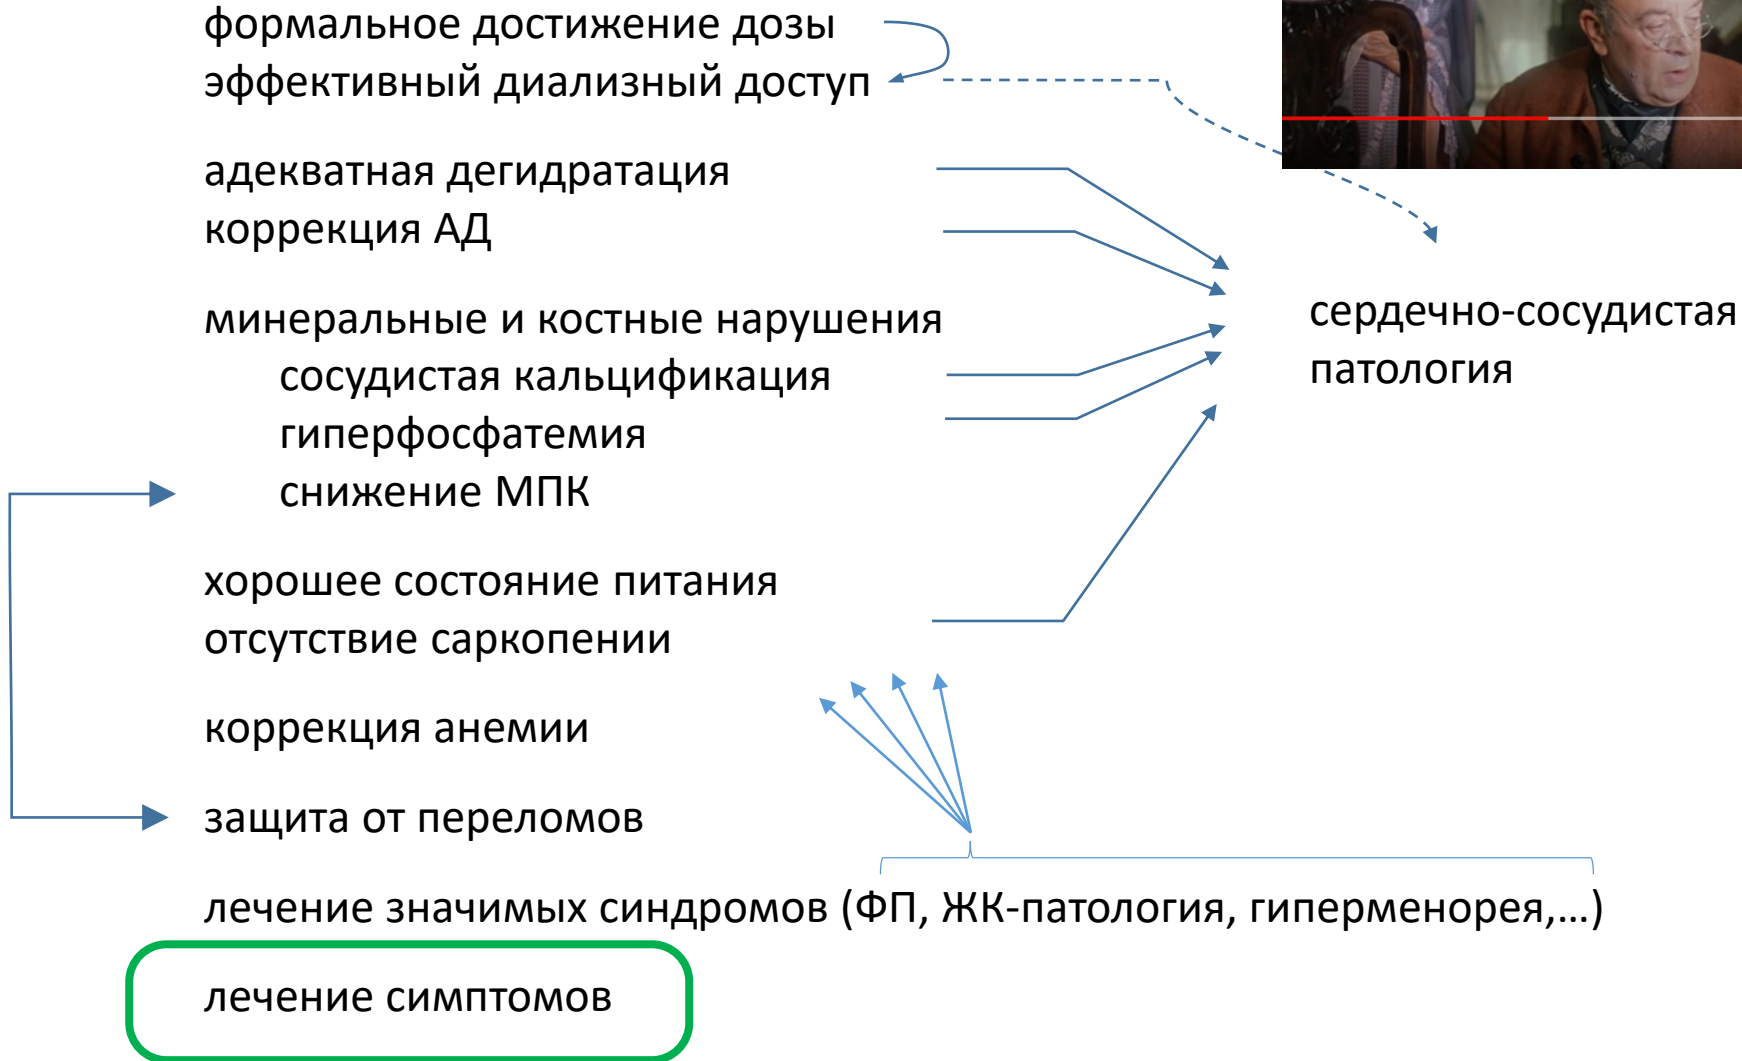 формальное достижение дозы
эффективный диализный доступ
адекватная дегидратация
коррекция АД
минеральные и костные нарушения
сосудистая кальцификация
гиперфосфатемия
снижение МПК
сердечно-сосудистая
патология
хорошее состояние питания
отсутствие саркопении
коррекция анемии
защита от переломов
лечение значимых синдромов (ФП, ЖК-патология, гиперменорея,...)
лечение симптомов